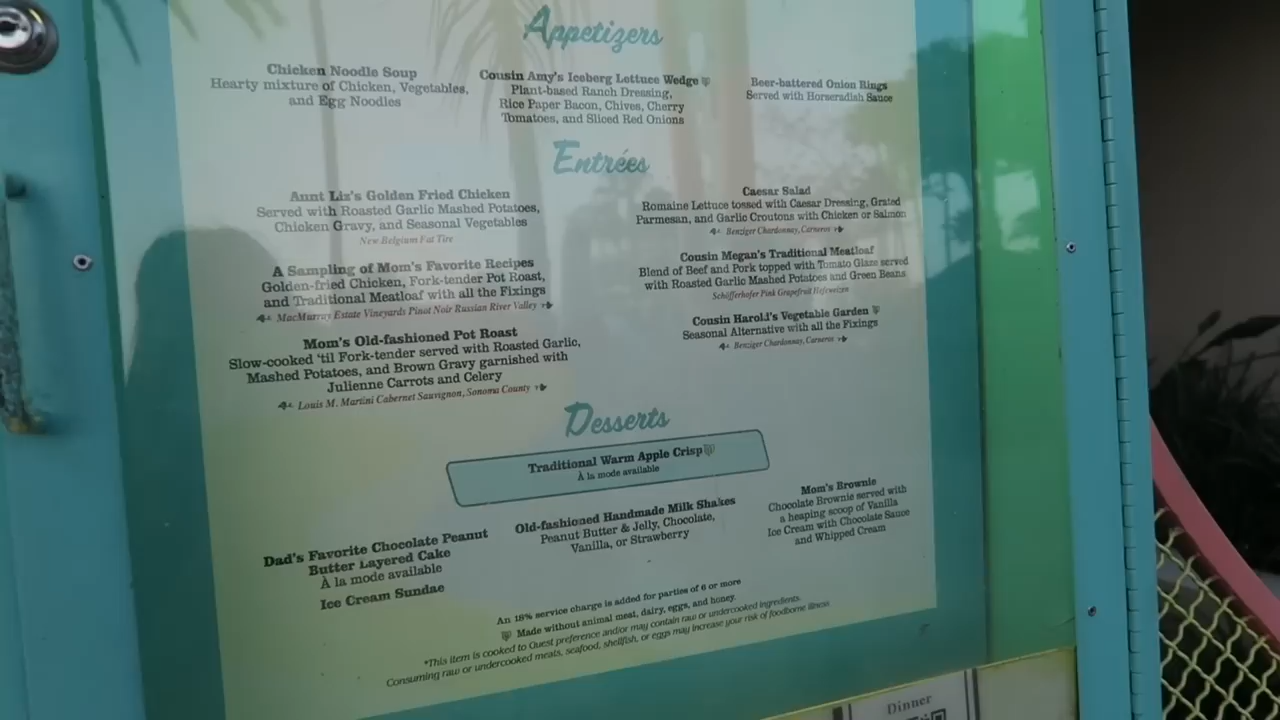 Appetizers
Chicken Noodle Soup
Hearty mixture of Chicken, Vegetables,
and Egg Noodles
Cousin Amy's Iceberg Lettuce Wedge
Plant-based Ranch Dressing,
Rice Paper Bacon, Chives, Cherry
Tomatoes, and Sliced Red Onions
Beer-battered Onion Rings
Served with Horseradish Sauce
Entrées
Aunt Liz's Golden Fried Chicken
Served with Roasted Garlic Mashed Potatoes,
Chicken Gravy, and Seasonal Vegetables
New Belgium Fat Tire
A Sampling of Mom's Favorite Recipes
Golden-fried Chicken, Fork-tender Pot Roast,
and Traditional Meatloaf with all the Fixings
MacMurray Estate Vineyards Pinot Noir Russian River Valley
Mom's Old-fashioned Pot Roast
Slow-cooked 'til Fork-tender served with Roasted Garlic,
Mashed Potatoes, and Brown Gravy garnished with
Julienne Carrots and Celery
Louis M. Martini Cabernet Sauvignon, Sonoma County
Caesar Salad
Romaine Lettuce tossed with Caesar Dressing, Grated
Parmesan, and Garlic Croutons with Chicken or Salmon
Benziger Chardonnay, Carneros
Cousin Megan's Traditional Meatloaf
Blend of Beef and Pork topped with Tomato Glaze served
with Roasted Garlic Mashed Potatoes and Green Beans
Schöfferhofer Pink Grapefruit Hefeweizen
Cousin Harold's Vegetable Garden
Seasonal Alternative with all the Fixings
Benziger Chardonnay, Carneros
Desserts
Traditional Warm Apple Crisp
À la mode available
Dad's Favorite Chocolate Peanut
Butter Layered Cake
À la mode available
Ice Cream Sundae
Old-fashioned Handmade Milk Shakes
Peanut Butter & Jelly, Chocolate,
Vanilla, or Strawberry
Mom's Brownie
Chocolate Brownie served with
a heaping scoop of Vanilla
Ice Cream with Chocolate Sauce
and Whipped Cream
An 18% service charge is added for parties of 6 or more
Made without animal meat, dairy, eggs, and honey.
*This item is cooked to Guest preference and/or may contain raw or undercooked ingredients.
Consuming raw or undercooked meats, seafood, shellfish, or eggs may increase your risk of foodborne illness.
Dinner